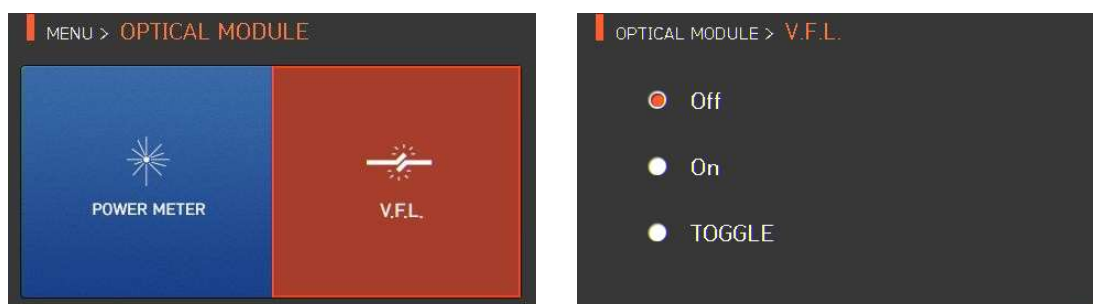 MENU > OPTICAL MODULE
POWER METER
V.F.L.
OPTICAL MODULE > V.F.L.
Off
On
TOGGLE